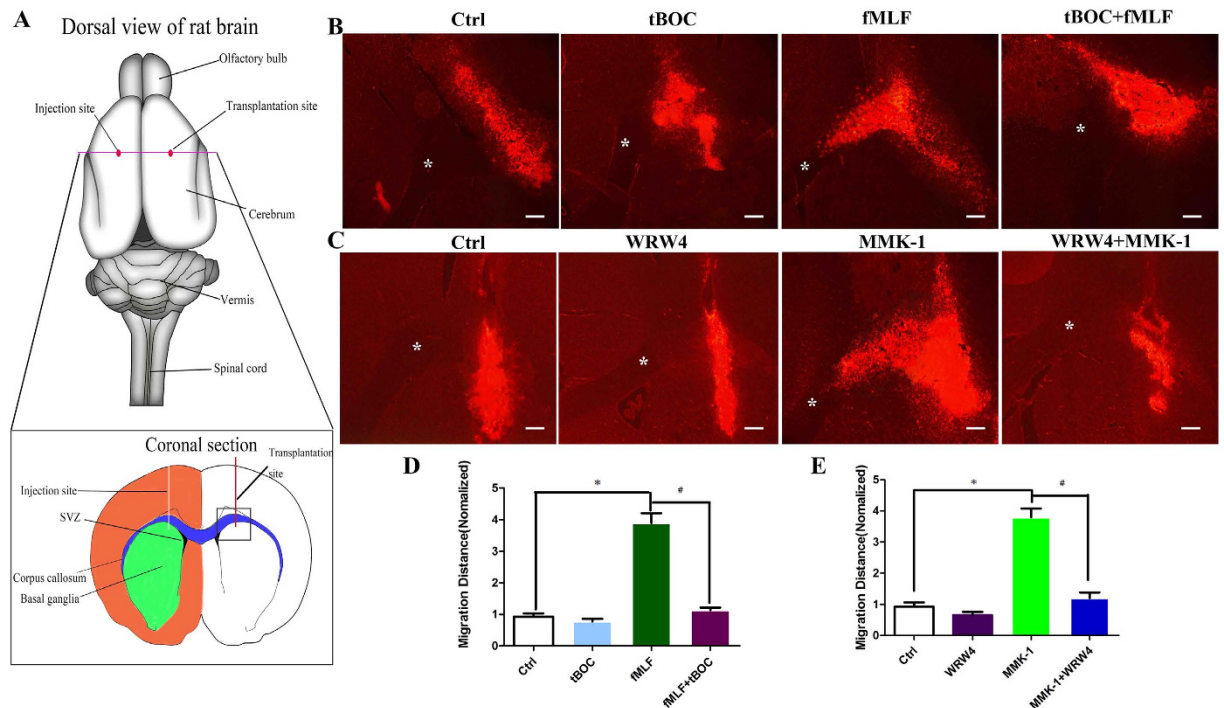 A
Dorsal view of rat brain
Olfactory bulb
Injection site
Transplantation site
Cerebrum
Vermis
Spinal cord
Coronal section
Transplantation
site
Injection site
SVZ
Corpus callosum
Basal ganglia
B
Ctrl
tBOC
fMLF
tBOC+fMLF
*
*
*
*
C
Ctrl
WRW4
MMK-1
WRW4+MMK-1
*
*
*
*
D
Migration Distance(Nomalized)
5
4
3
2
1
0
*
#
Ctrl
tBOC
fMLF
fMLF+tBOC
E
Migration Distance(Nomalized)
5
4
3
2
1
0
*
#
Ctrl
WRW4
MMK-1
MMK-1+WRW4